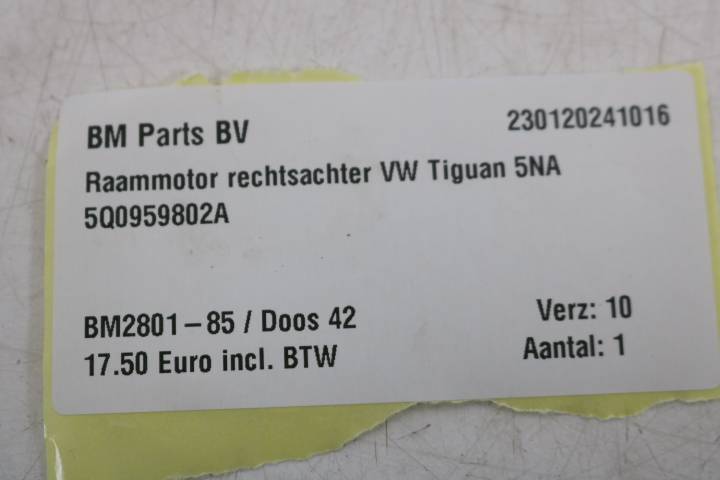 BM Parts BV
230120241016
Raammotor rechtsachter VW Tiguan 5NA
5Q0959802A
BM2801-85 / Doos 42
Verz: 10
17.50 Euro incl. BTW
Aantal: 1